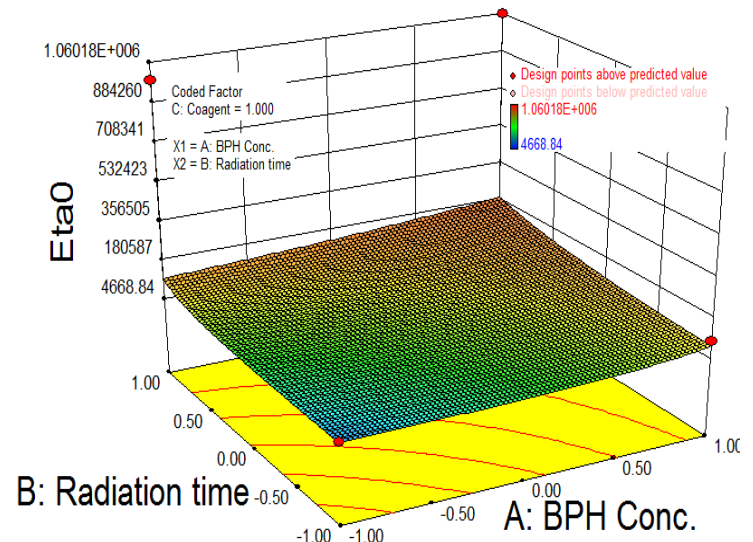 1.06018E+006
884260
708341
532423
356505
180587
4668.84
Eta0
Coded Factor
C: Coagent = 1.000
X1 = A: BPH Conc.
X2 = B: Radiation time
Design points above predicted value
Design points below predicted value
1.06018E+006
4668.84
1.00
0.50
0.00
-0.50
-1.00
B: Radiation time
-1.00
-0.50
0.00
0.50
1.00
A: BPH Conc.